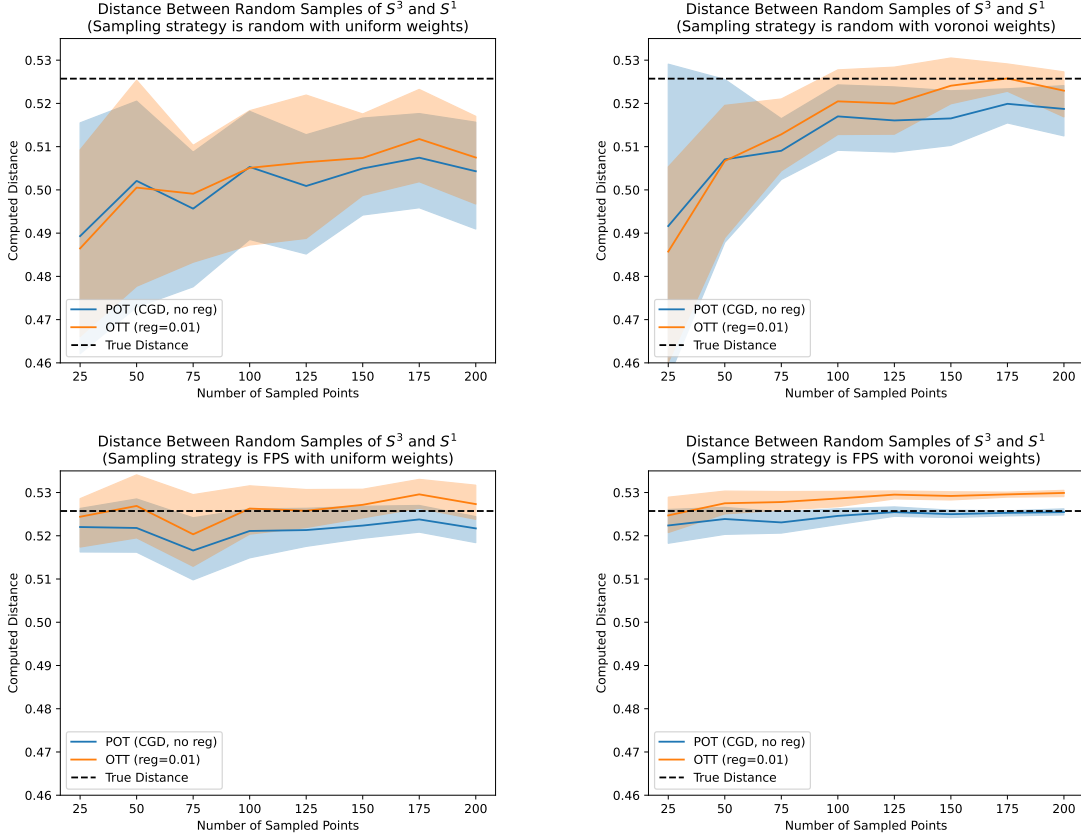 Distance Between Random Samples of S³ and S¹
(Sampling strategy is random with uniform weights)
0.53
0.52
0.51
0.50
0.49
0.48
0.47
0.46
Computed Distance
POT (CGD, no reg)
OTT (reg=0.01)
True Distance
25 50 75 100 125 150 175 200
Number of Sampled Points
Distance Between Random Samples of S³ and S¹
(Sampling strategy is random with voronoi weights)
0.53
0.52
0.51
0.50
0.49
0.48
0.47
0.46
Computed Distance
POT (CGD, no reg)
OTT (reg=0.01)
True Distance
25 50 75 100 125 150 175 200
Number of Sampled Points
Distance Between Random Samples of S³ and S¹
(Sampling strategy is FPS with uniform weights)
0.53
0.52
0.51
0.50
0.49
0.48
0.47
0.46
Computed Distance
POT (CGD, no reg)
OTT (reg=0.01)
True Distance
25 50 75 100 125 150 175 200
Number of Sampled Points
Distance Between Random Samples of S³ and S¹
(Sampling strategy is FPS with voronoi weights)
0.53
0.52
0.51
0.50
0.49
0.48
0.47
0.46
Computed Distance
POT (CGD, no reg)
OTT (reg=0.01)
True Distance
25 50 75 100 125 150 175 200
Number of Sampled Points